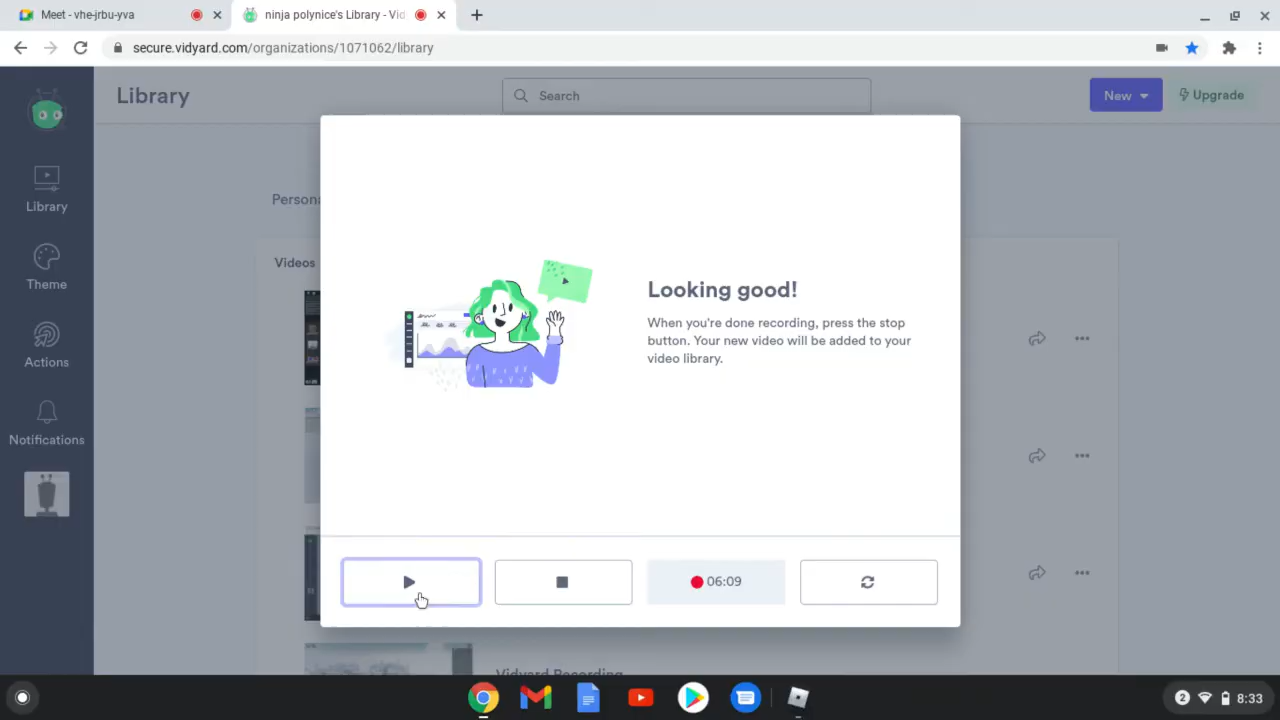 Meet - vhe-jrbu-yva
ninja polynice's Library - Vid
secure.vidyard.com/organizations/1071062/library
Library
Search
New
Upgrade
Library
Theme
Actions
Notifications
Persona
Videos
Looking good!
When you're done recording, press the stop
button. Your new video will be added to your
video library.
06:09
Vidyard Recording
2
8:33